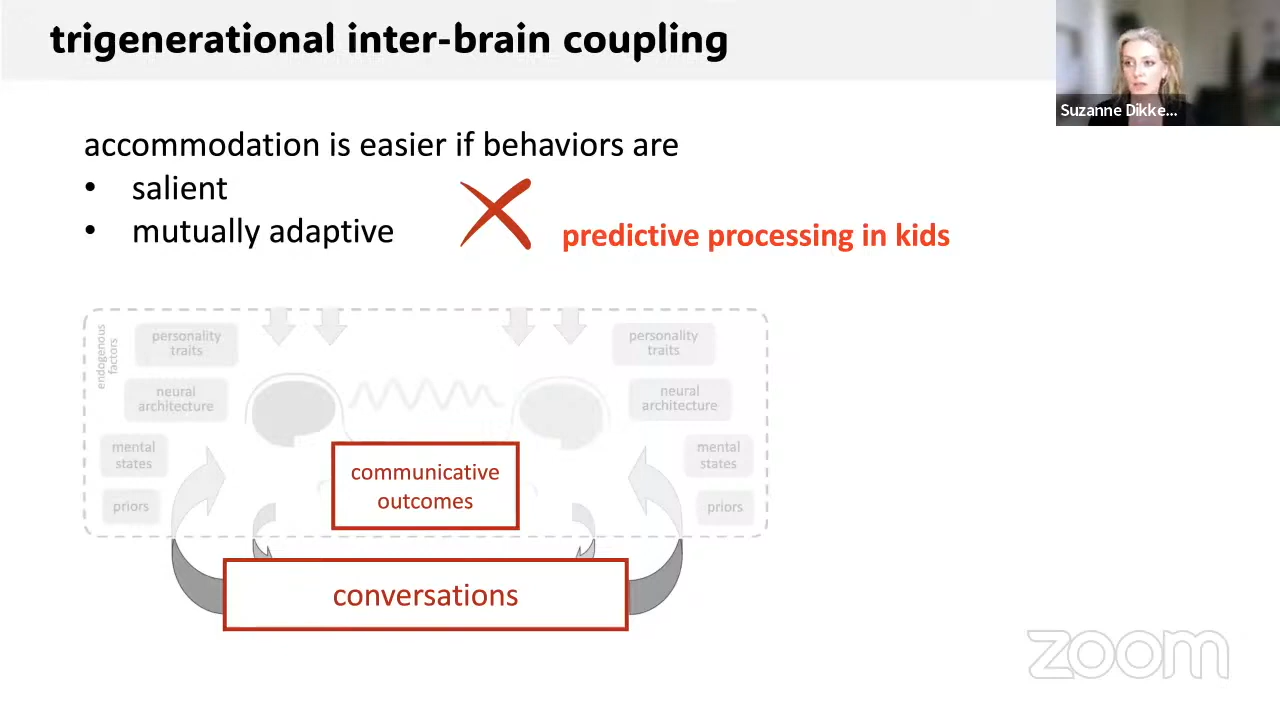 trigenerational inter-brain coupling
Suzanne Dikke...
accommodation is easier if behaviors are
• salient
• mutually adaptive
predictive processing in kids
endogenous
factors
personality
traits
neural
architecture
mental
states
priors
personality
traits
neural
architecture
mental
states
priors
communicative
outcomes
conversations
zoom